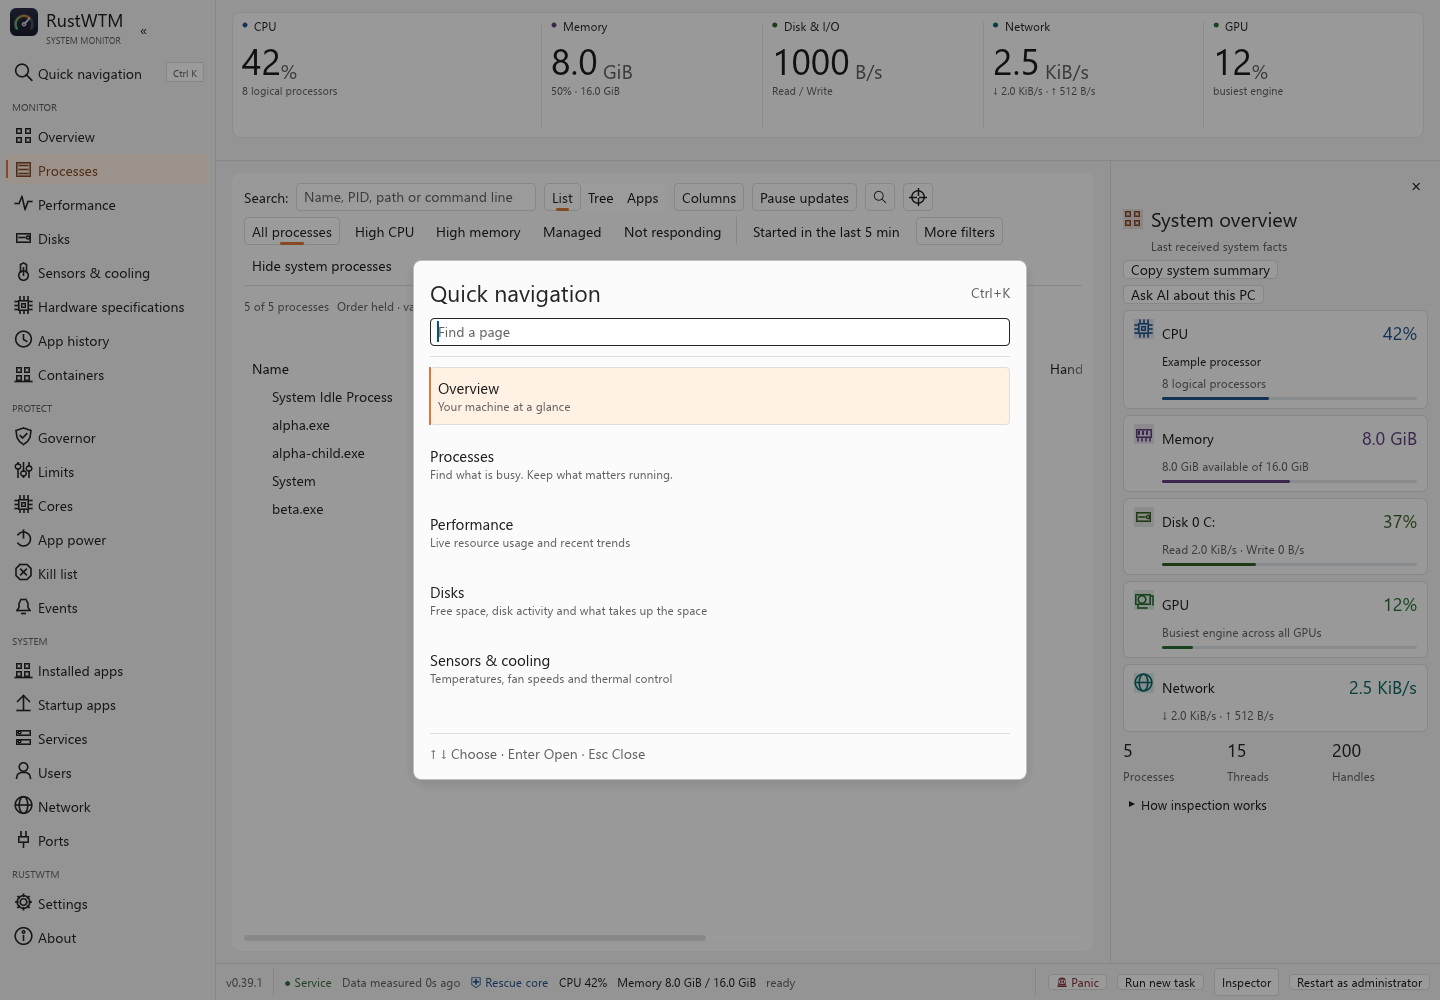 RustWTM
SYSTEM MONITOR
«
Quick navigation
Ctrl K
MONITOR
Overview
Processes
Performance
Disks
Sensors & cooling
Hardware specifications
App history
Containers
PROTECT
Governor
Limits
Cores
App power
Kill list
Events
SYSTEM
Installed apps
Startup apps
Services
Users
Network
Ports
RUSTWTM
Settings
About
CPU
42%
8 logical processors
Memory
8.0 GiB
50% · 16.0 GiB
Disk & I/O
1000 B/s
Read / Write
Network
2.5 KiB/s
↓ 2.0 KiB/s · ↑ 512 B/s
GPU
12%
busiest engine
Search: Name, PID, path or command line List Tree Apps Columns Pause updates
All processes High CPU High memory Managed Not responding Started in the last 5 min More filters
Hide system processes
5 of 5 processes Order held ·
Name Hand
System Idle Process
alpha.exe
alpha-child.exe
System
beta.exe
Quick navigation Ctrl+K
Find a page
Overview
Your machine at a glance
Processes
Find what is busy. Keep what matters running.
Performance
Live resource usage and recent trends
Disks
Free space, disk activity and what takes up the space
Sensors & cooling
Temperatures, fan speeds and thermal control
↑ ↓ Choose · Enter Open · Esc Close
×
System overview
Last received system facts
Copy system summary
Ask AI about this PC
CPU 42%
Example processor
8 logical processors
Memory 8.0 GiB
8.0 GiB available of 16.0 GiB
Disk 0 C: 37%
Read 2.0 KiB/s · Write 0 B/s
GPU 12%
Busiest engine across all GPUs
Network 2.5 KiB/s
↓ 2.0 KiB/s · ↑ 512 B/s
5 15 200
Processes Threads Handles
How inspection works
v0.39.1 Service Data measured 0s ago Rescue core CPU 42% Memory 8.0 GiB / 16.0 GiB ready Panic Run new task Inspector Restart as administrator